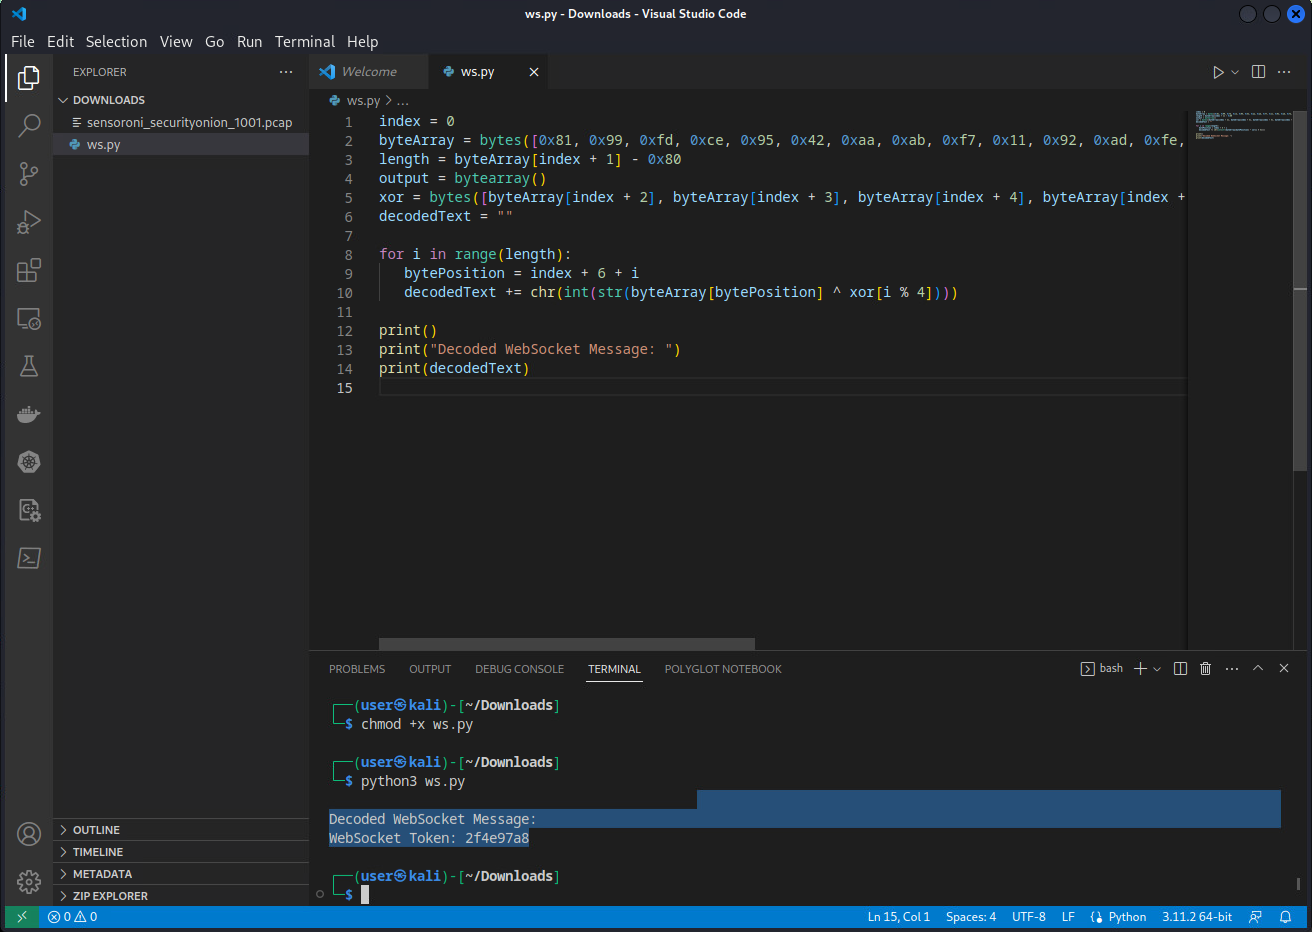 ws.py - Downloads - Visual Studio Code
File Edit Selection View Go Run Terminal Help
EXPLORER
DOWNLOADS
sensoroni_securityonion_1001.pcap
ws.py
Welcome
ws.py
ws.py > ...
1 index = 0
2 byteArray = bytes([0x81, 0x99, 0xfd, 0xce, 0x95, 0x42, 0xaa, 0xab, 0xf7, 0x11, 0x92, 0xad, 0xfe,
3 length = byteArray[index + 1] - 0x80
4 output = bytearray()
5 xor = bytes([byteArray[index + 2], byteArray[index + 3], byteArray[index + 4], byteArray[index +
6 decodedText = ""
7
8 for i in range(length):
9 bytePosition = index + 6 + i
10 decodedText += chr(int(str(byteArray[bytePosition] ^ xor[i % 4])))
11
12 print()
13 print("Decoded WebSocket Message: ")
14 print(decodedText)
15
PROBLEMS OUTPUT DEBUG CONSOLE TERMINAL POLYGLOT NOTEBOOK
bash
(user㉿kali)-[~/Downloads]
$ chmod +x ws.py
(user㉿kali)-[~/Downloads]
$ python3 ws.py
Decoded WebSocket Message:
WebSocket Token: 2f4e97a8
(user㉿kali)-[~/Downloads]
$
OUTLINE
TIMELINE
METADATA
ZIP EXPLORER
0 0
Ln 15, Col 1 Spaces: 4 UTF-8 LF Python 3.11.2 64-bit